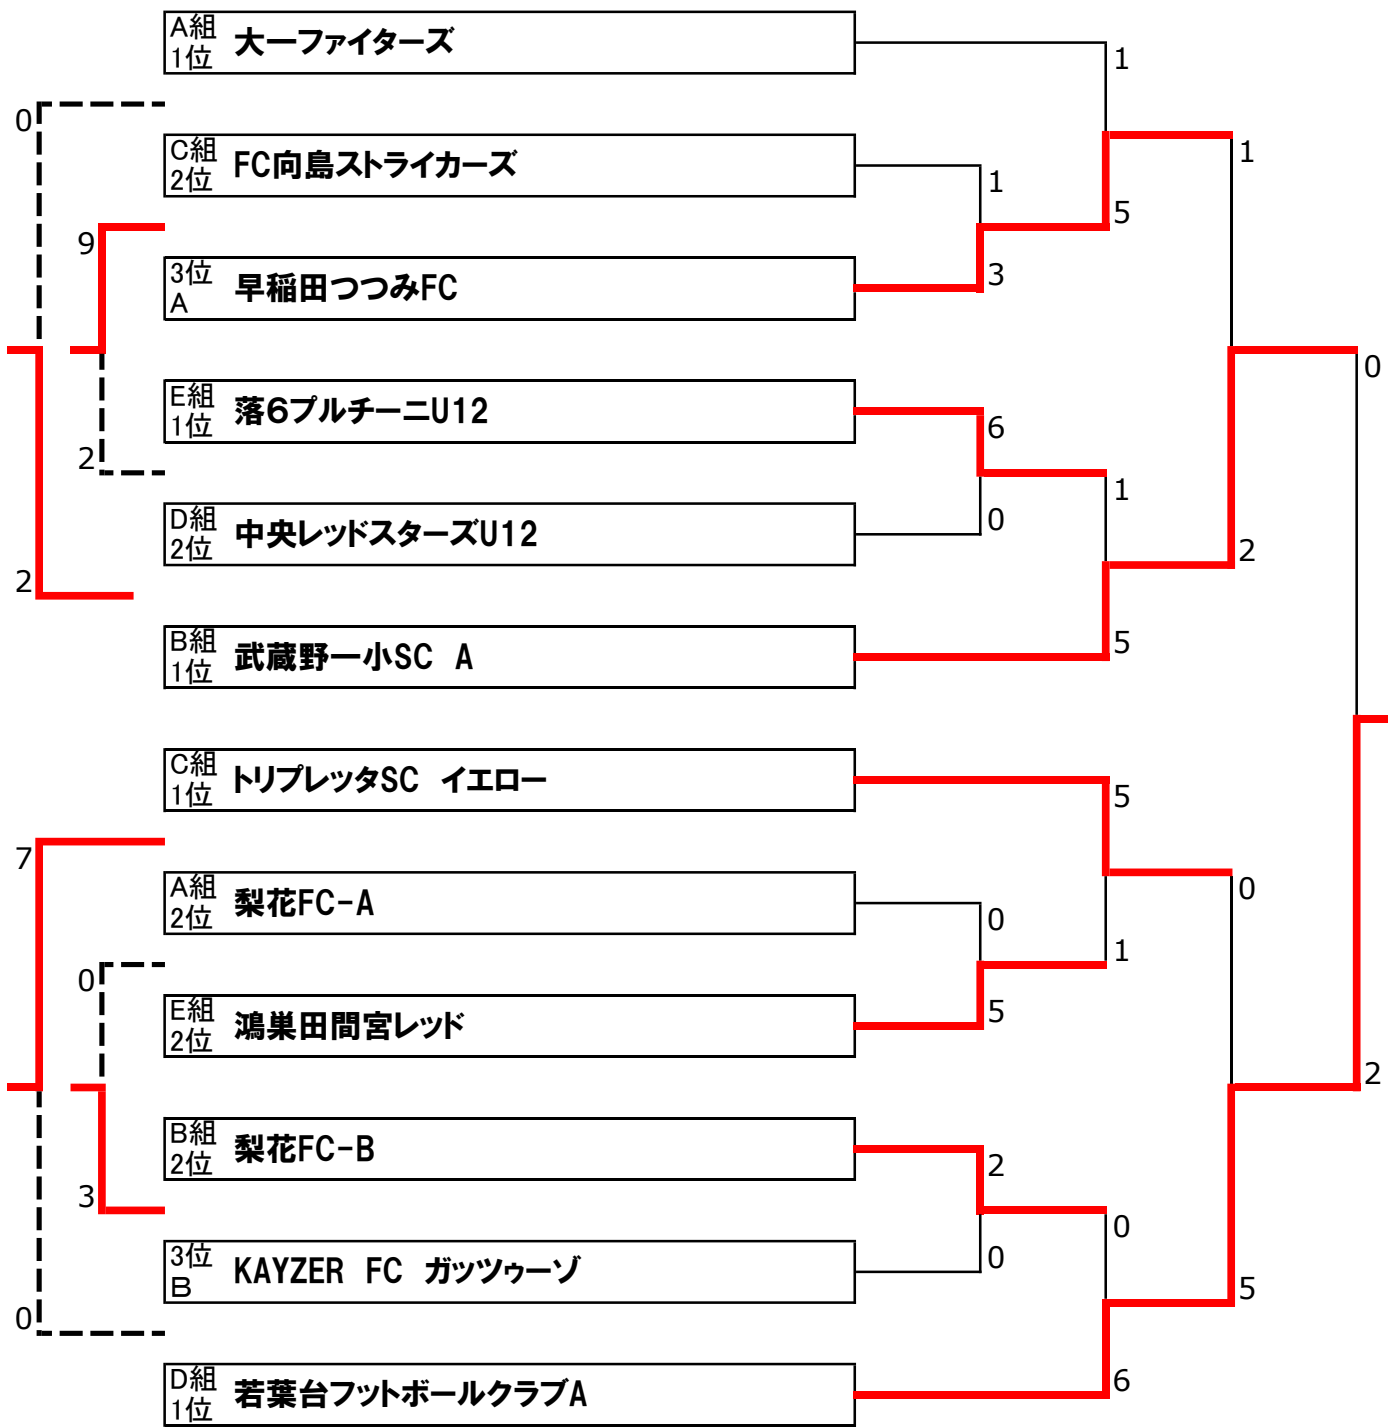 A組
1位
大一ファイターズ
1
0
C組
2位
FC向島ストライカーズ
1
1
5
9
3位
A
早稲田つつみFC
3
0
E組
1位
落6プルチーニU12
6
2
1
D組
2位
中央レッドスターズU12
0
2
2
B組
1位
武蔵野一小SC A
5
C組
1位
トリプレッタSC イエロー
5
7
A組
2位
梨花FC-A
0
0
1
0
E組
2位
鴻巣田間宮レッド
5
2
B組
2位
梨花FC-B
2
3
0
3位
B
KAYZER FC ガッツゥーゾ
0
5
0
D組
1位
若葉台フットボールクラブA
6